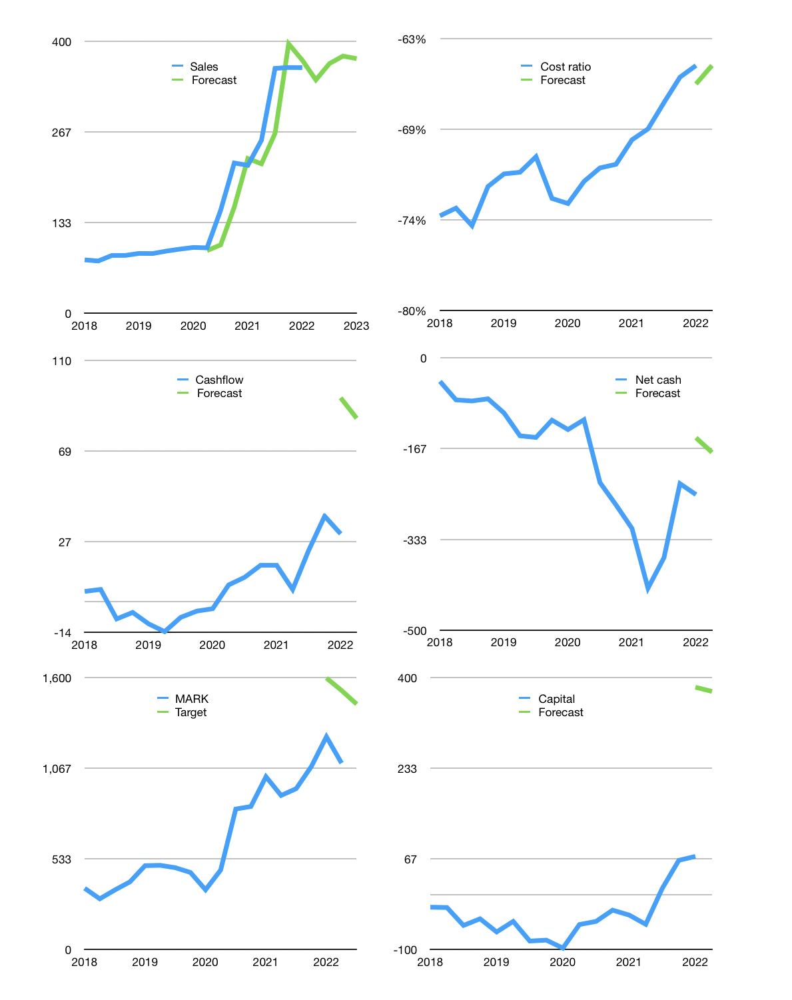 400
Sales
Forecast
267
133
0
2018 2019 2020 2021 2022 2023
-63%
Cost ratio
Forecast
-69%
-74%
-80%
2018 2019 2020 2021 2022
110
Cashflow
Forecast
69
27
-14
2018 2019 2020 2021 2022
0
Net cash
Forecast
-167
-333
-500
2018 2019 2020 2021 2022
1,600
MARK
Target
1,067
533
0
2018 2019 2020 2021 2022
400
Capital
Forecast
233
67
-100
2018 2019 2020 2021 2022